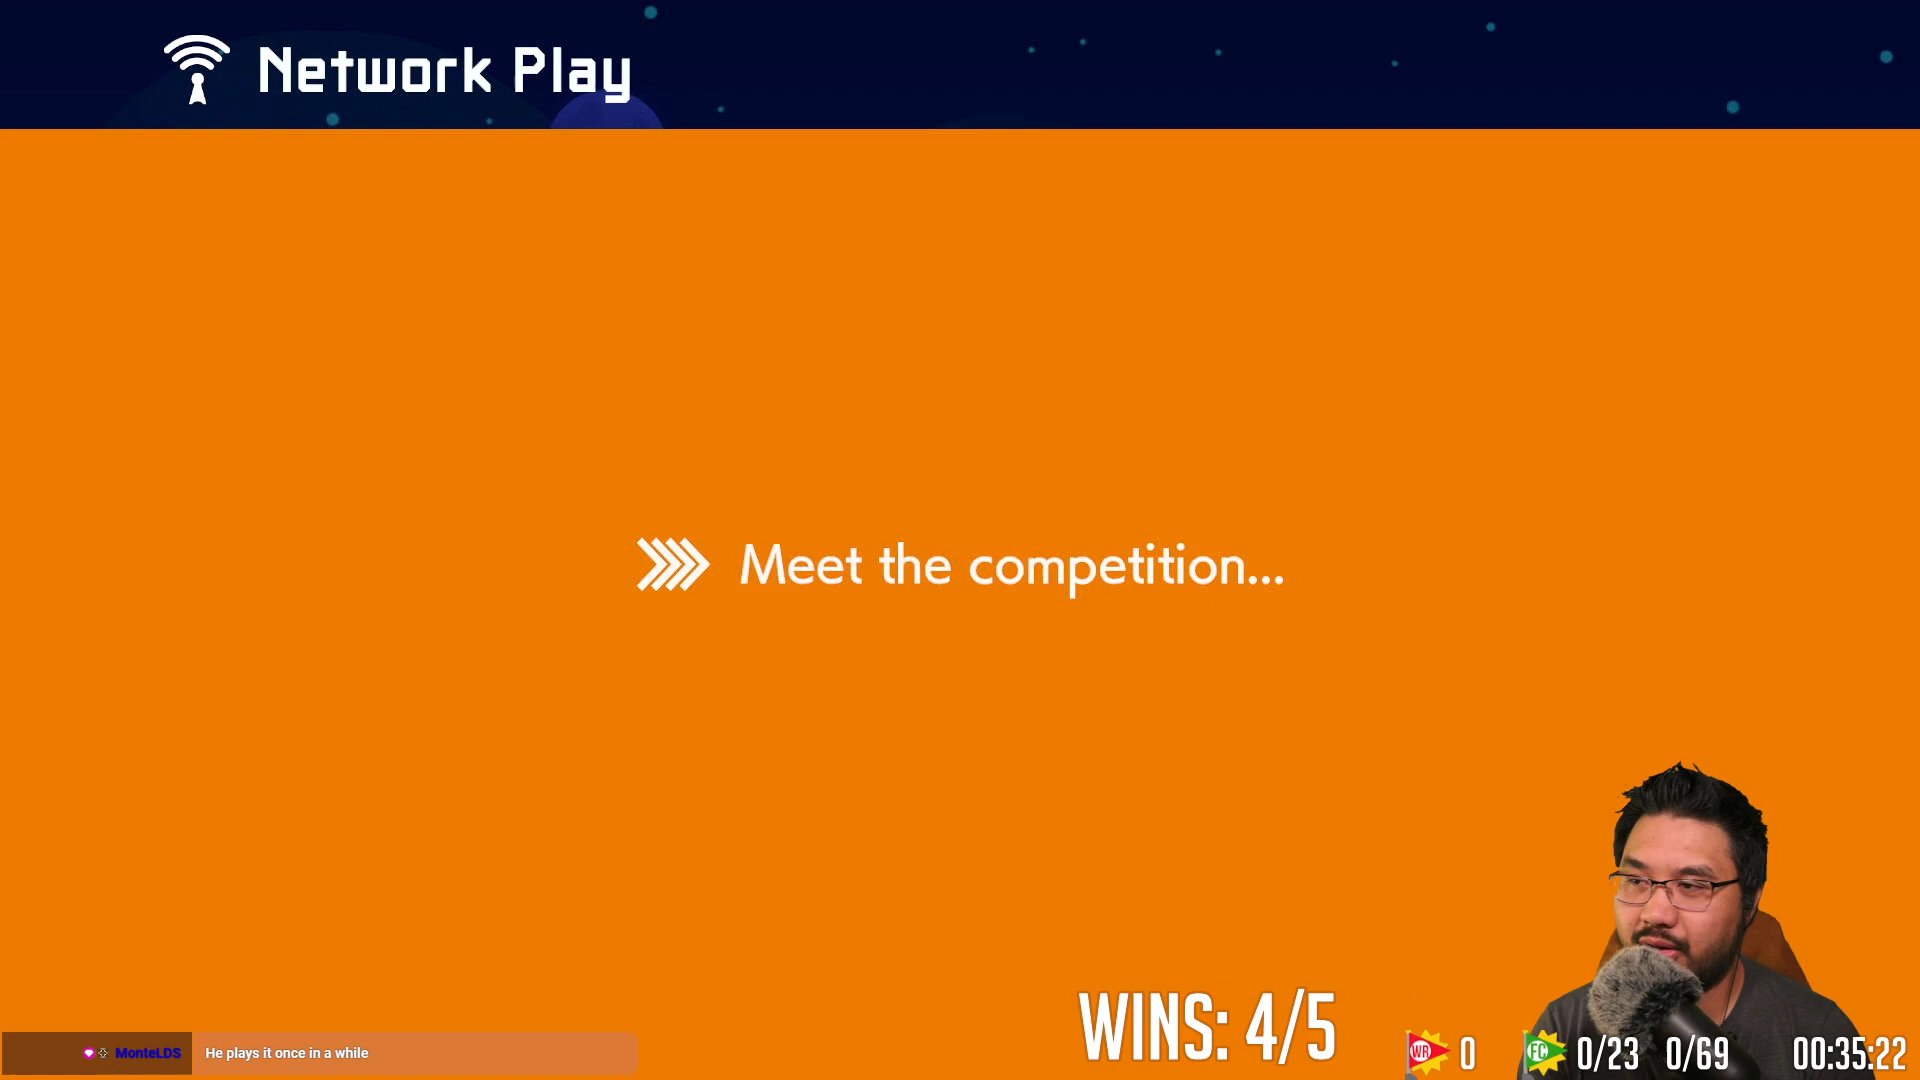 Network Play
Meet the competition...
WINS: 4/5
MonteLDS He plays it once in a while
WR 0 FC 0/23 0/69 00:35:22